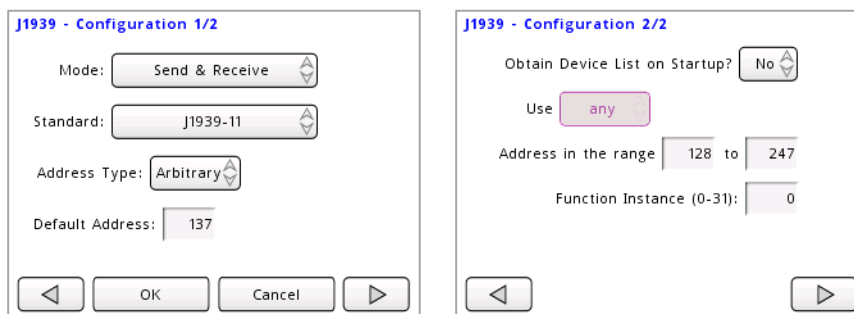 J1939 - Configuration 1/2
Mode: Send & Receive
Standard: J1939-11
Address Type: Arbitrary
Default Address: 137
OK Cancel
J1939 - Configuration 2/2
Obtain Device List on Startup? No
Use any
Address in the range 128 to 247
Function Instance (0-31): 0